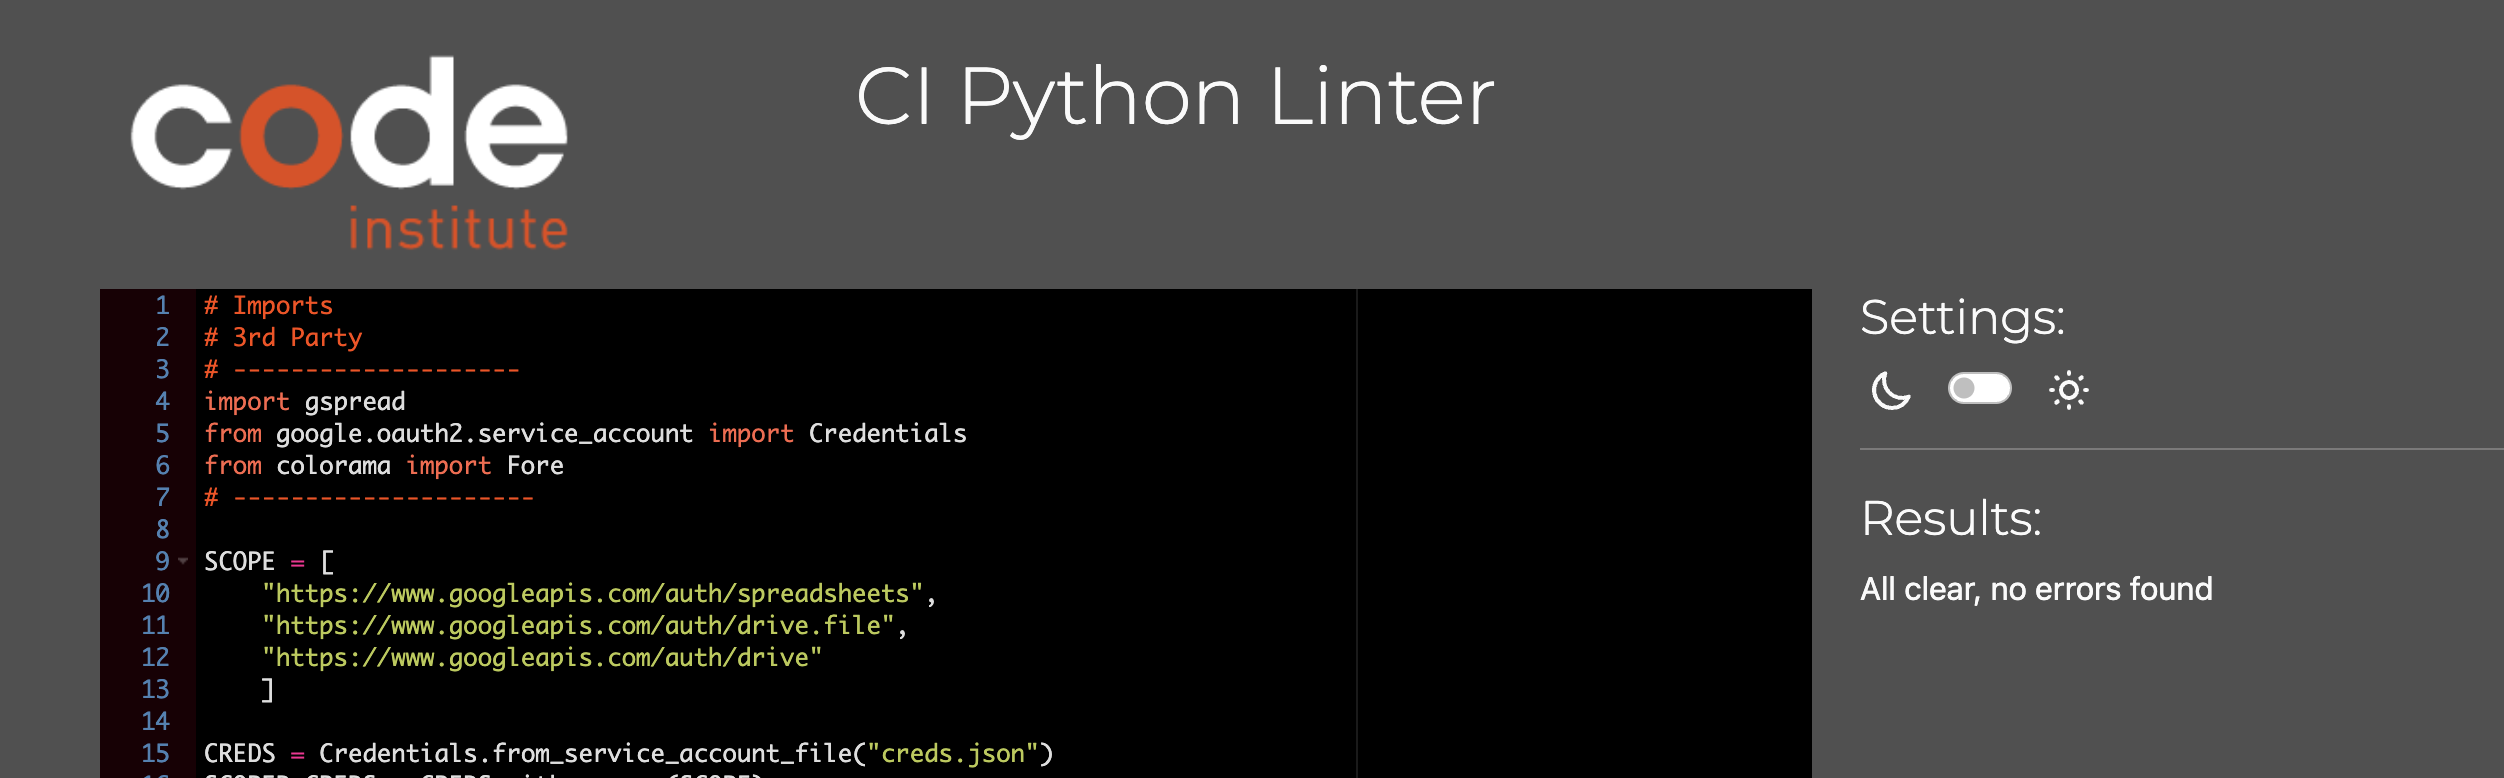 code
institute
CI Python Linter
1 # Imports
2 # 3rd Party
3 # --------------------
4 import gspread
5 from google.oauth2.service_account import Credentials
6 from colorama import Fore
7 # ---------------------
8
9 SCOPE = [
10 "https://www.googleapis.com/auth/spreadsheets",
11 "https://www.googleapis.com/auth/drive.file",
12 "https://www.googleapis.com/auth/drive"
13 ]
14
15 CREDS = Credentials.from_service_account_file("creds.json")
Settings:
Results:
All clear, no errors found